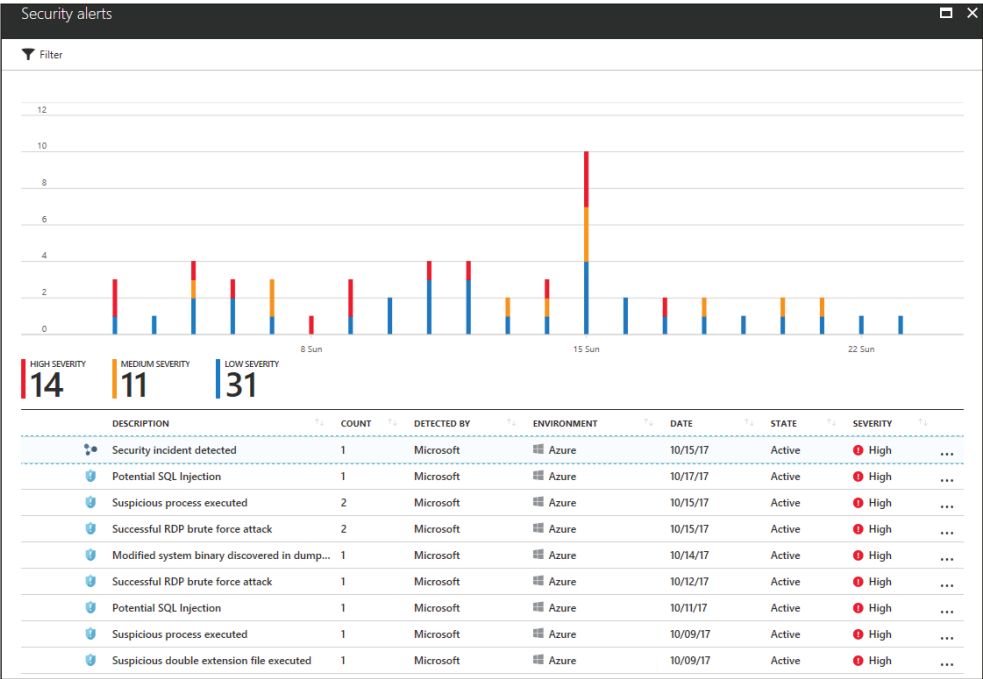 Security alerts
Filter
12
10
8
6
4
2
0
8 Sun 15 Sun 22 Sun
HIGH SEVERITY MEDIUM SEVERITY LOW SEVERITY
14 11 31
DESCRIPTION COUNT DETECTED BY ENVIRONMENT DATE STATE SEVERITY
Security incident detected 1 Microsoft Azure 10/15/17 Active High ...
Potential SQL Injection 1 Microsoft Azure 10/17/17 Active High ...
Suspicious process executed 2 Microsoft Azure 10/15/17 Active High ...
Successful RDP brute force attack 2 Microsoft Azure 10/15/17 Active High ...
Modified system binary discovered in dump... 1 Microsoft Azure 10/14/17 Active High ...
Successful RDP brute force attack 1 Microsoft Azure 10/12/17 Active High ...
Potential SQL Injection 1 Microsoft Azure 10/11/17 Active High ...
Suspicious process executed 1 Microsoft Azure 10/09/17 Active High ...
Suspicious double extension file executed 1 Microsoft Azure 10/09/17 Active High ...